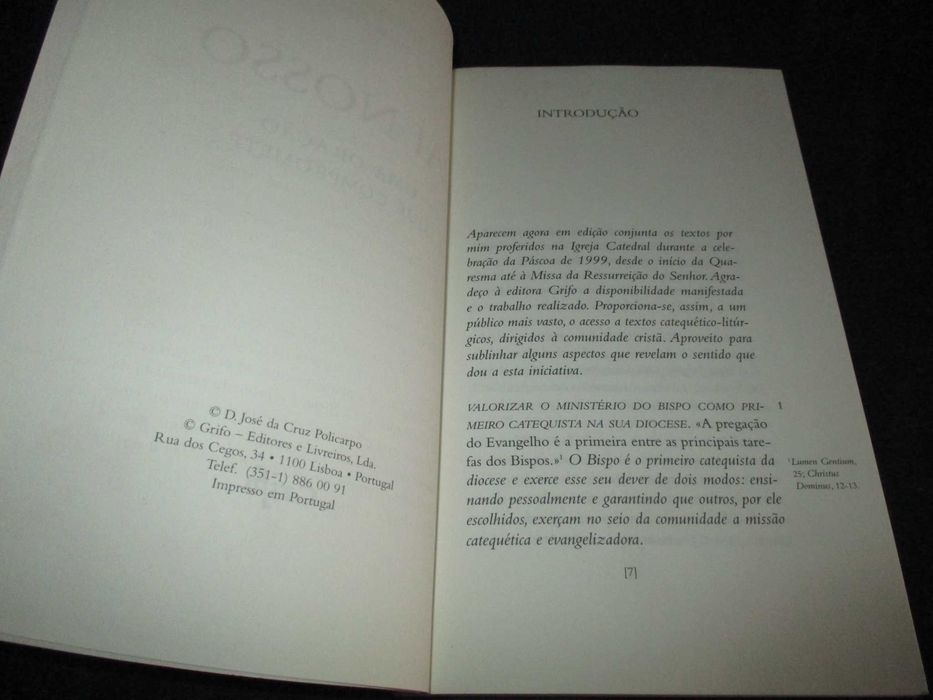 © D. José da Cruz Policarpo
© Grifo – Editores e Livreiros, Lda.
Rua dos Cegos, 34 • 1100 Lisboa • Portugal
Telef. (351-1) 886 00 91
Impresso em Portugal
INTRODUÇÃO
Aparecem agora em edição conjunta os textos por
mim proferidos na Igreja Catedral durante a cele-
bração da Páscoa de 1999, desde o início da Qua-
resma até à Missa da Ressurreição do Senhor. Agra-
deço à editora Grifo a disponibilidade manifestada
e o trabalho realizado. Proporciona-se, assim, a um
público mais vasto, o acesso a textos catequético-litúr-
gicos, dirigidos à comunidade cristã. Aproveito para
sublinhar alguns aspectos que revelam o sentido que
dou a esta iniciativa.
VALORIZAR O MINISTÉRIO DO BISPO COMO PRI- 1
MEIRO CATEQUISTA NA SUA DIOCESE. «A pregação
do Evangelho é a primeira entre as principais tare-
fas dos Bispos.»¹ O Bispo é o primeiro catequista da
diocese e exerce esse seu dever de dois modos: ensi-
nando pessoalmente e garantindo que outros, por ele
escolhidos, exerçam no seio da comunidade a missão
catequética e evangelizadora.
¹Lumen Gentium,
25; Christus
Dominus, 12-13.
[7]